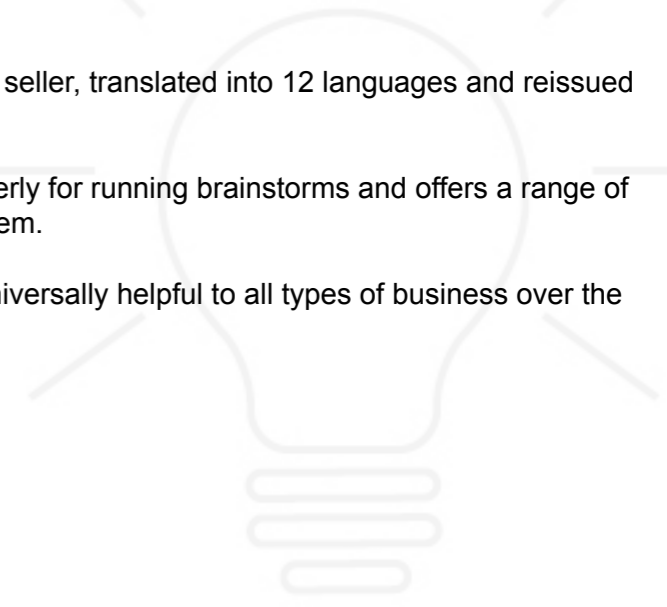 seller, translated into 12 languages and reissued
erly for running brainstorms and offers a range of
em.
iversally helpful to all types of business over the